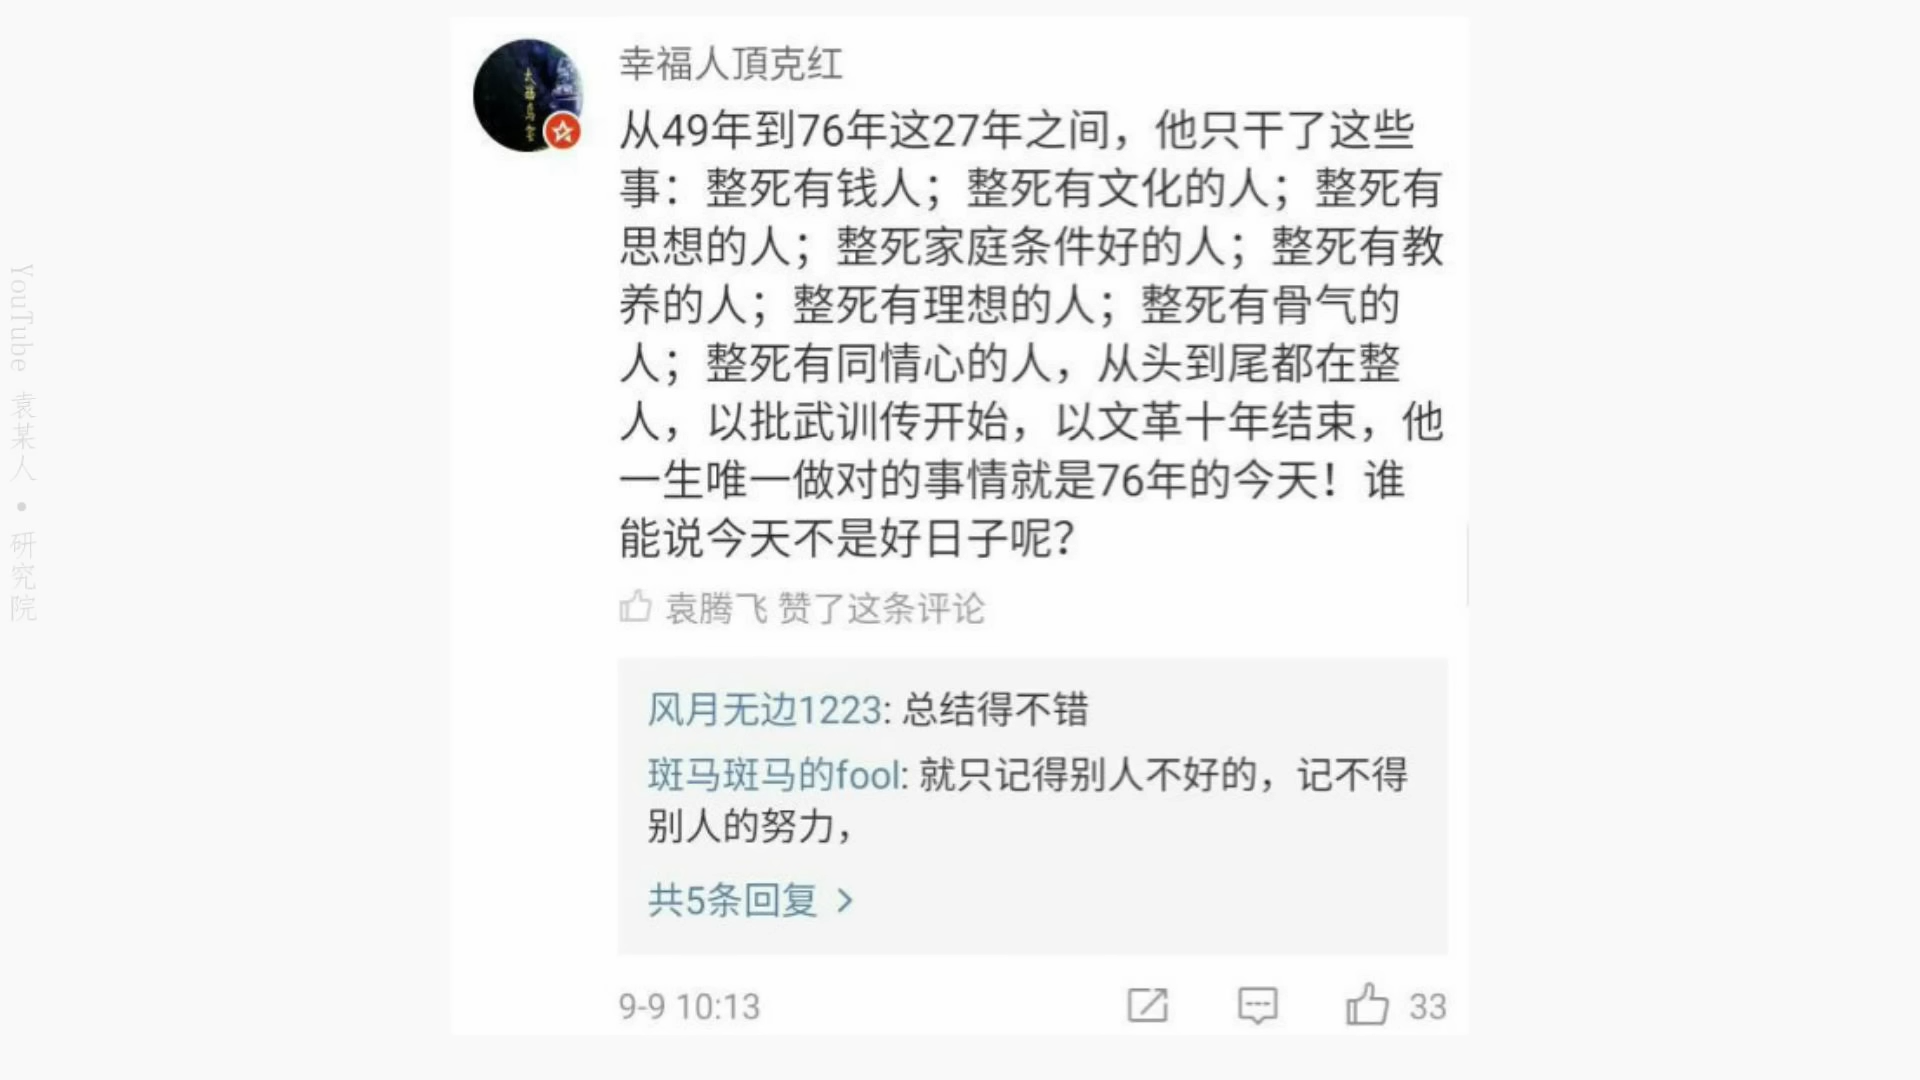 幸福人頂克红
从49年到76年这27年之间，他只干了这些
事：整死有钱人；整死有文化的人；整死有
思想的人；整死家庭条件好的人；整死有教
养的人；整死有理想的人；整死有骨气的
人；整死有同情心的人，从头到尾都在整
人，以批武训传开始，以文革十年结束，他
一生唯一做对的事情就是76年的今天！谁
能说今天不是好日子呢？
袁腾飞 赞了这条评论
风月无边1223: 总结得不错
斑马斑马的fool: 就只记得别人不好的，记不得
别人的努力，
共5条回复 >
9-9 10:13
33
YouTube 袁某人 • 研究院